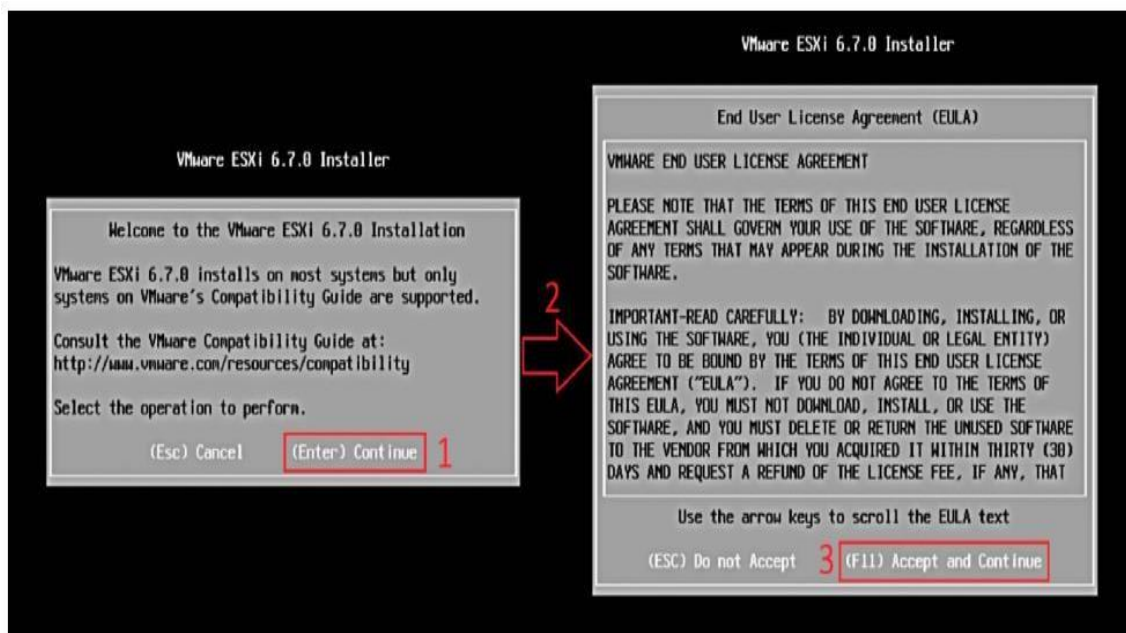 VMware ESXi 6.7.0 Installer
Welcome to the VMware ESXi 6.7.0 Installation
VMware ESXi 6.7.0 installs on most systems but only
systems on VMware's Compatibility Guide are supported.
Consult the VMware Compatibility Guide at:
http://www.vmware.com/resources/compatibility
Select the operation to perform.
(Esc) Cancel (Enter) Continue 1
2
VMware ESXi 6.7.0 Installer
End User License Agreement (EULA)
VMWARE END USER LICENSE AGREEMENT
PLEASE NOTE THAT THE TERMS OF THIS END USER LICENSE
AGREEMENT SHALL GOVERN YOUR USE OF THE SOFTWARE, REGARDLESS
OF ANY TERMS THAT MAY APPEAR DURING THE INSTALLATION OF THE
SOFTWARE.
IMPORTANT-READ CAREFULLY: BY DOWNLOADING, INSTALLING, OR
USING THE SOFTWARE, YOU (THE INDIVIDUAL OR LEGAL ENTITY)
AGREE TO BE BOUND BY THE TERMS OF THIS END USER LICENSE
AGREEMENT ("EULA"). IF YOU DO NOT AGREE TO THE TERMS OF
THIS EULA, YOU MUST NOT DOWNLOAD, INSTALL, OR USE THE
SOFTWARE, AND YOU MUST DELETE OR RETURN THE UNUSED SOFTWARE
TO THE VENDOR FROM WHICH YOU ACQUIRED IT WITHIN THIRTY (30)
DAYS AND REQUEST A REFUND OF THE LICENSE FEE, IF ANY, THAT
Use the arrow keys to scroll the EULA text
(ESC) Do not Accept 3 (F11) Accept and Continue